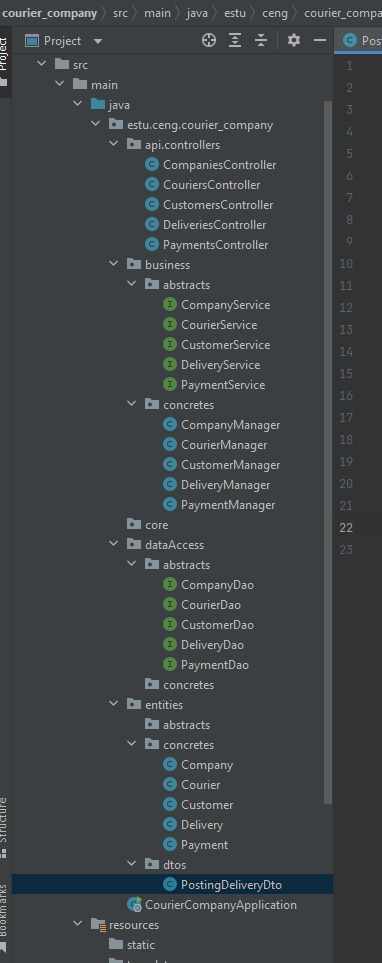 courier_company src main java estu ceng courier_compa
Project
Project
Pos
src
main
java
estu.ceng.courier_company
api.controllers
C CompaniesController
C CouriersController
C CustomersController
C DeliveriesController
C PaymentsController
business
abstracts
I CompanyService
I CourierService
I CustomerService
I DeliveryService
I PaymentService
concretes
C CompanyManager
C CourierManager
C CustomerManager
C DeliveryManager
C PaymentManager
core
dataAccess
abstracts
I CompanyDao
I CourierDao
I CustomerDao
I DeliveryDao
I PaymentDao
concretes
entities
abstracts
concretes
C Company
C Courier
C Customer
C Delivery
C Payment
dtos
C PostingDeliveryDto
CourierCompanyApplication
resources
static
1
2
3
4
5
6
7
8
9
10
11
12
13
14
15
16
17
18
19
20
21
22
23
Structure
Bookmarks